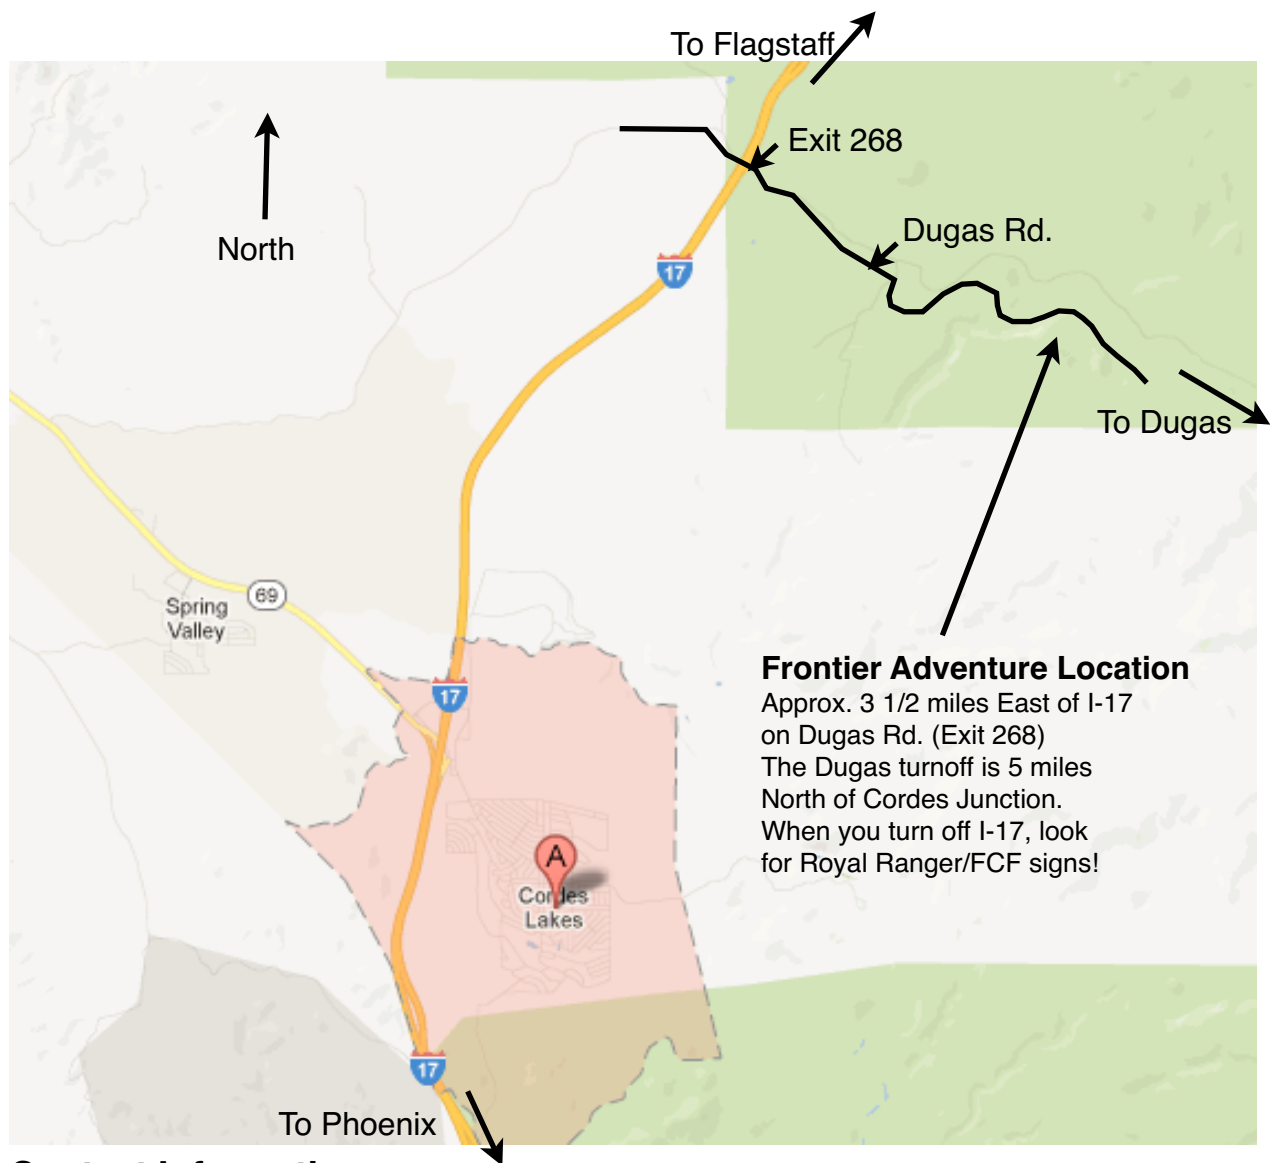 To Flagstaff
Exit 268
Dugas Rd.
North
17
To Dugas
69
Spring
Valley
17
Frontier Adventure Location
Approx. 3 1/2 miles East of I-17
on Dugas Rd. (Exit 268)
The Dugas turnoff is 5 miles
North of Cordes Junction.
When you turn off I-17, look
for Royal Ranger/FCF signs!
A
Cordes
Lakes
17
To Phoenix